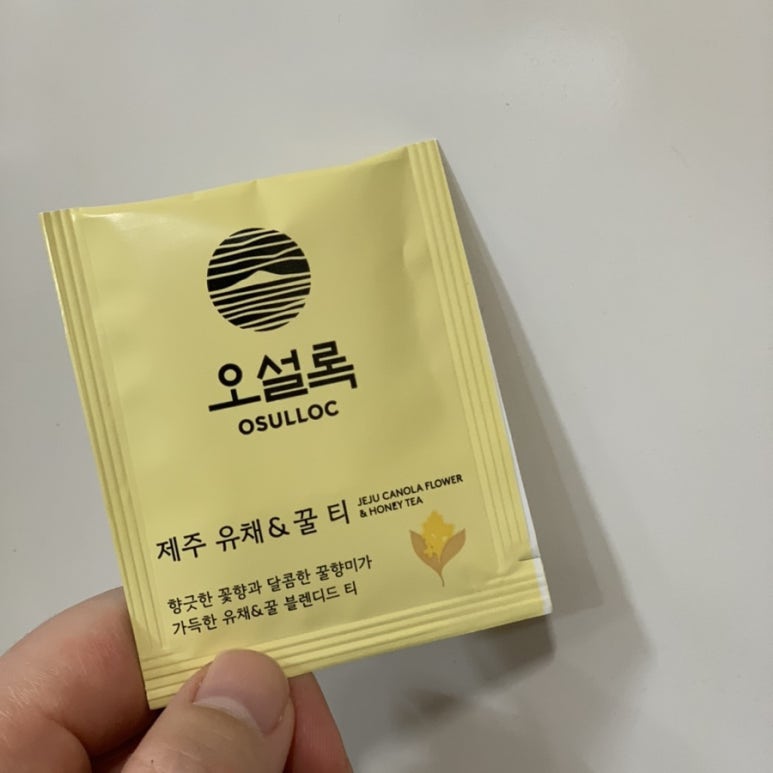 오설록
OSULLOC
제주 유채&꿀 티
JEJU CANOLA FLOWER
& HONEY TEA
향긋한 꽃향과 달콤한 꿀향미가
가득한 유채&꿀 블렌디드 티